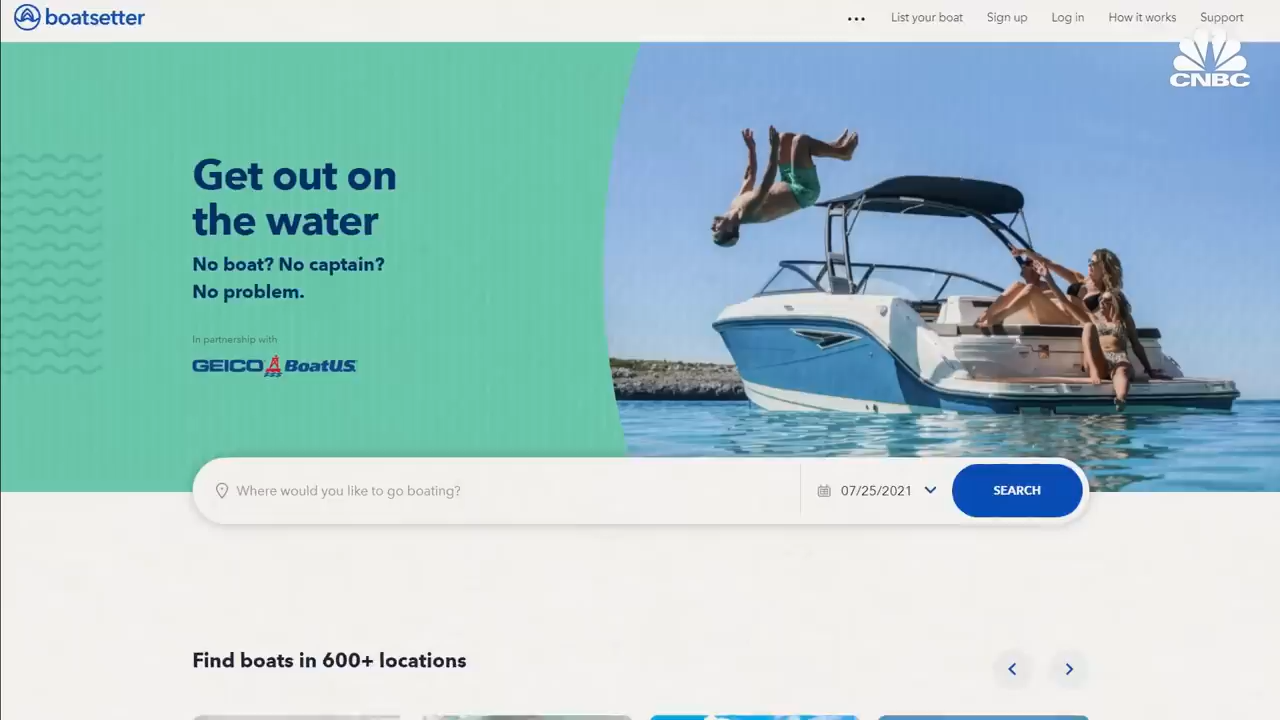 boatsetter
List your boat
Sign up
Log in
How it works
Support
CNBC
Get out on
the water
No boat? No captain?
No problem.
In partnership with
GEICO BoatUS
Where would you like to go boating?
07/25/2021
SEARCH
Find boats in 600+ locations